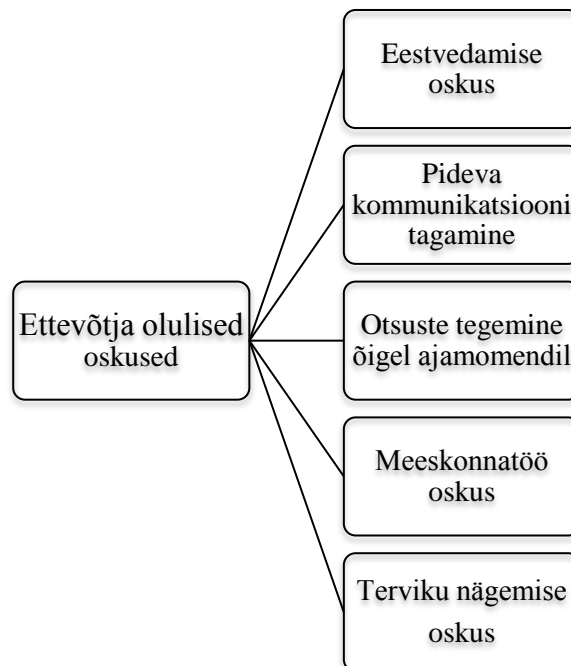 Eestvedamise
oskus
Pideva
kommunikatsiooni
tagamine
Ettevõtja olulised
oskused
Otsuste tegemine
õigel ajamomendil
Meeskonnatöö
oskus
Terviku nägemise
oskus